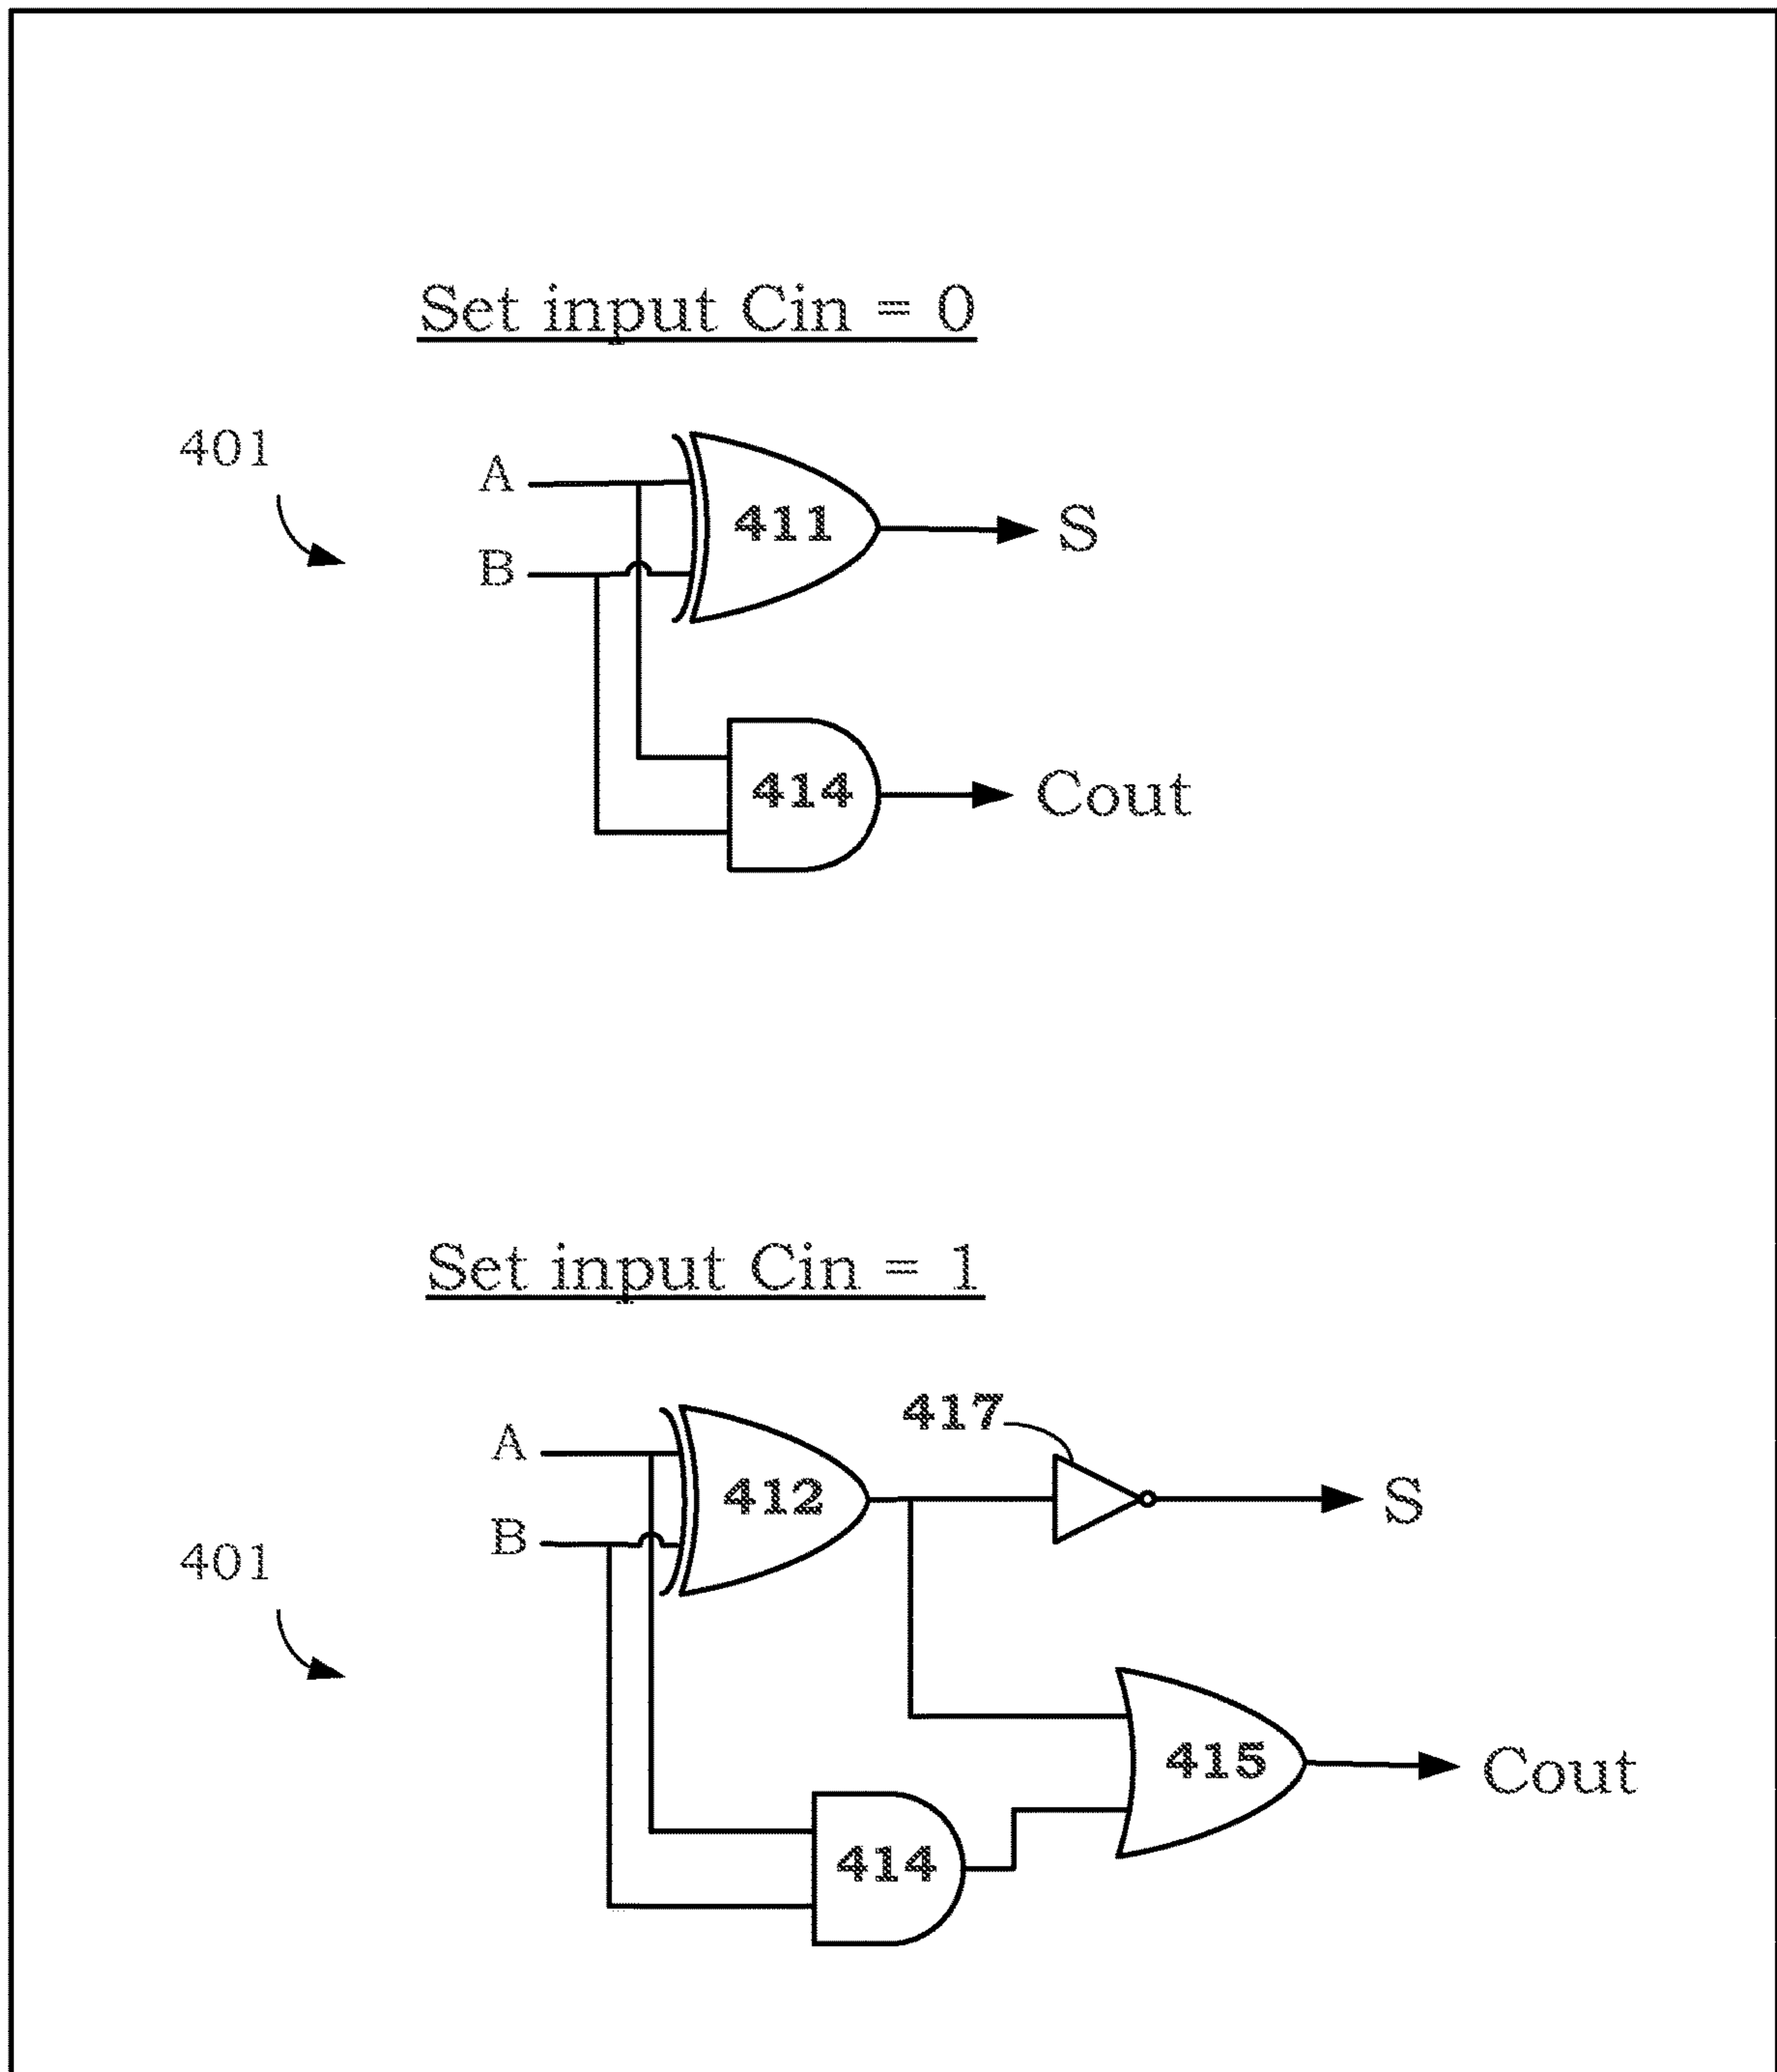 Set input Cin = 0
401
A
411
S
B
414
Cout
Set input Cin = 1
417
A
412
S
B
401
415
Cout
414